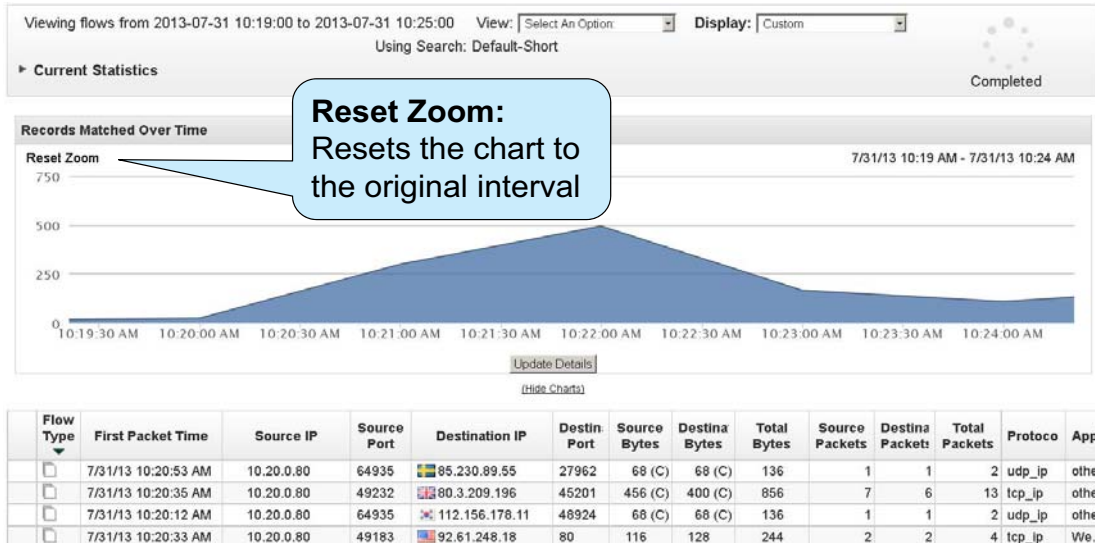 Viewing flows from 2013-07-31 10:19:00 to 2013-07-31 10:25:00 View: Select An Option: Display: Custom
Using Search: Default-Short
Current Statistics
Completed
Reset Zoom:
Resets the chart to
the original interval
Records Matched Over Time
Reset Zoom 7/31/13 10:19 AM - 7/31/13 10:24 AM
750
500
250
0
10:19:30 AM 10:20:00 AM 10:20:30 AM 10:21:00 AM 10:21:30 AM 10:22:00 AM 10:22:30 AM 10:23:00 AM 10:23:30 AM 10:24:00 AM
Update Details
(Hide Charts)
Flow Type First Packet Time Source IP Source Port Destination IP Destin Port Source Bytes Destina Bytes Total Bytes Source Packets Destina Packets Total Packets Protoco App
7/31/13 10:20:53 AM 10.20.0.80 64935 85.230.89.55 27962 68 (C) 68 (C) 136 1 1 2 udp_ip othe
7/31/13 10:20:35 AM 10.20.0.80 49232 80.3.209.196 45201 456 (C) 400 (C) 856 7 6 13 tcp_ip othe
7/31/13 10:20:12 AM 10.20.0.80 64935 112.156.178.11 48924 68 (C) 68 (C) 136 1 1 2 udp_ip othe
7/31/13 10:20:33 AM 10.20.0.80 49183 92.61.248.18 80 116 128 244 2 2 4 tcp_ip We.